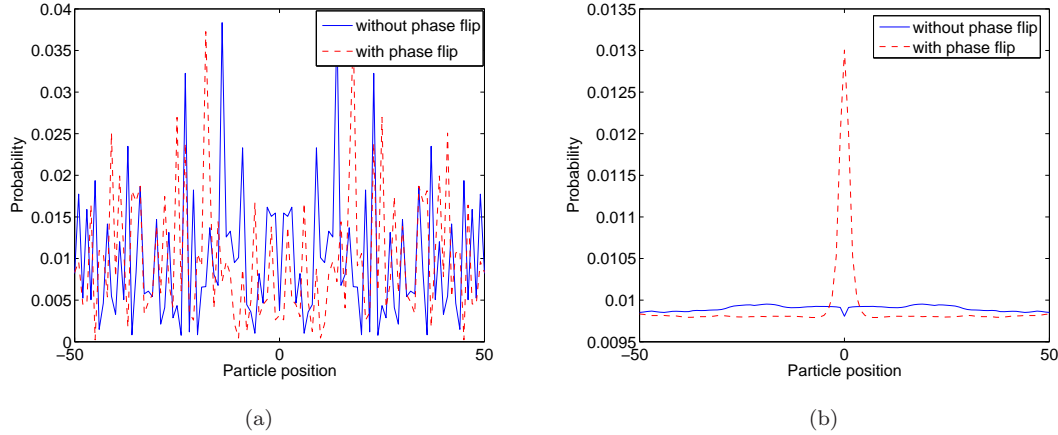 0.04
0.035
0.03
0.025
0.02
0.015
0.01
0.005
0
Probability
−50
0
50
Particle position
without phase flip
with phase flip
(a)
0.0135
0.013
0.0125
0.012
0.0115
0.011
0.0105
0.01
0.0095
Probability
−50
0
50
Particle position
without phase flip
with phase flip
(b)